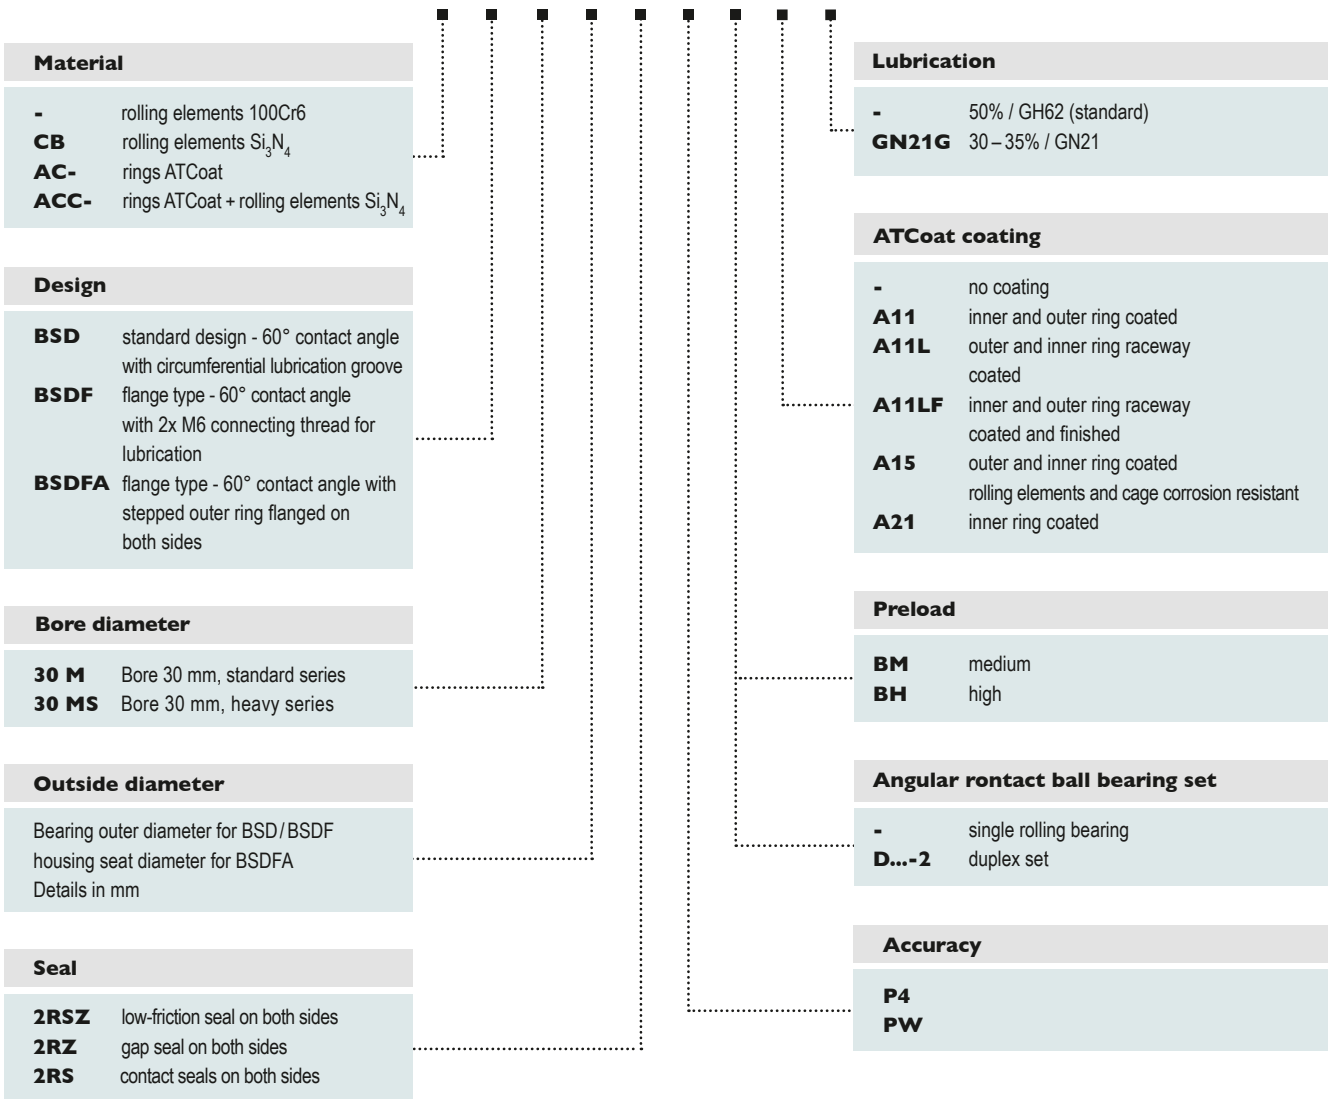 Material
- rolling elements 100Cr6
CB rolling elements Si3N4
AC- rings ATCoat
ACC- rings ATCoat + rolling elements Si3N4
Design
BSD standard design - 60° contact angle
with circumferential lubrication groove
BSDF flange type - 60° contact angle
with 2x M6 connecting thread for
lubrication
BSDFA flange type - 60° contact angle with
stepped outer ring flanged on
both sides
Bore diameter
30 M Bore 30 mm, standard series
30 MS Bore 30 mm, heavy series
Outside diameter
Bearing outer diameter for BSD/BSDF
housing seat diameter for BSDFA
Details in mm
Seal
2RSZ low-friction seal on both sides
2RZ gap seal on both sides
2RS contact seals on both sides
Lubrication
- 50% / GH62 (standard)
GN21G 30 – 35% / GN21
ATCoat coating
- no coating
A11 inner and outer ring coated
A11L outer and inner ring raceway
coated
A11LF inner and outer ring raceway
coated and finished
A15 outer and inner ring coated
rolling elements and cage corrosion resistant
A21 inner ring coated
Preload
BM medium
BH high
Angular rontact ball bearing set
- single rolling bearing
D...-2 duplex set
Accuracy
P4
PW